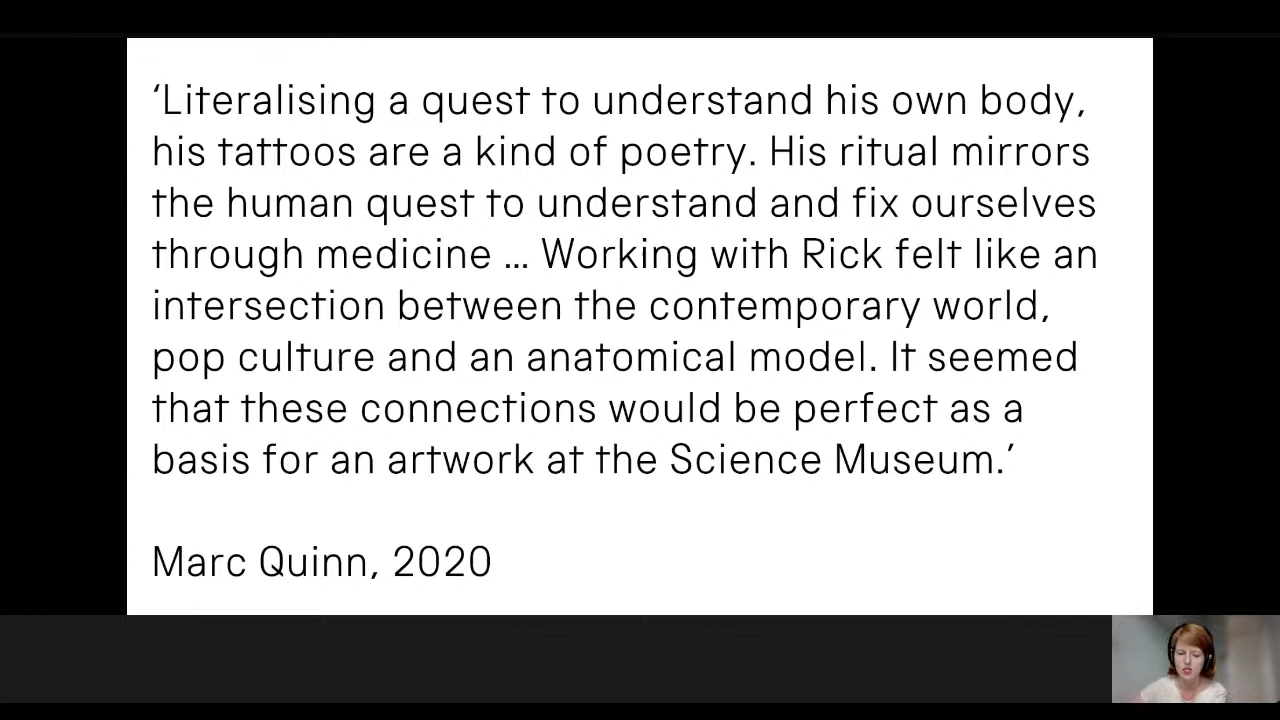 ‘Literalising a quest to understand his own body,
his tattoos are a kind of poetry. His ritual mirrors
the human quest to understand and fix ourselves
through medicine ... Working with Rick felt like an
intersection between the contemporary world,
pop culture and an anatomical model. It seemed
that these connections would be perfect as a
basis for an artwork at the Science Museum.’
Marc Quinn, 2020